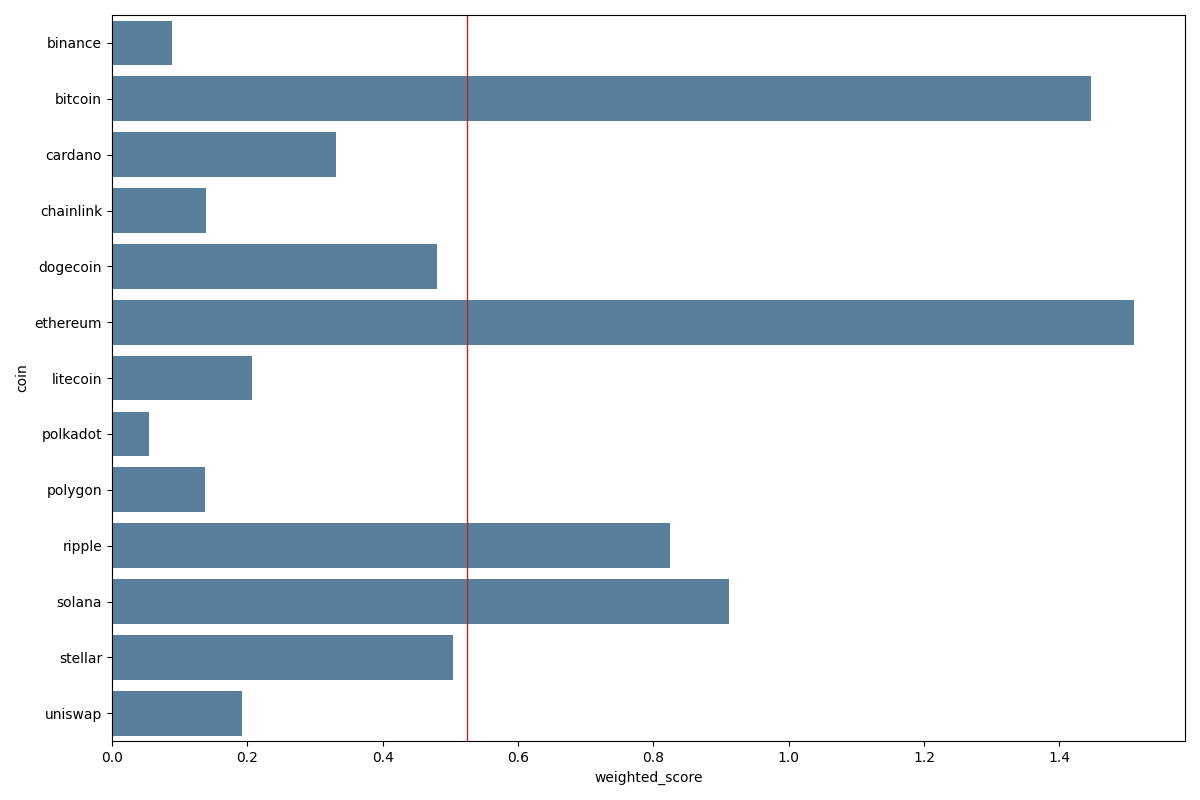 binance
bitcoin
cardano
chainlink
dogecoin
ethereum
litecoin
polkadot
polygon
ripple
solana
stellar
uniswap
coin
0.0 0.2 0.4 0.6 0.8 1.0 1.2 1.4
weighted_score